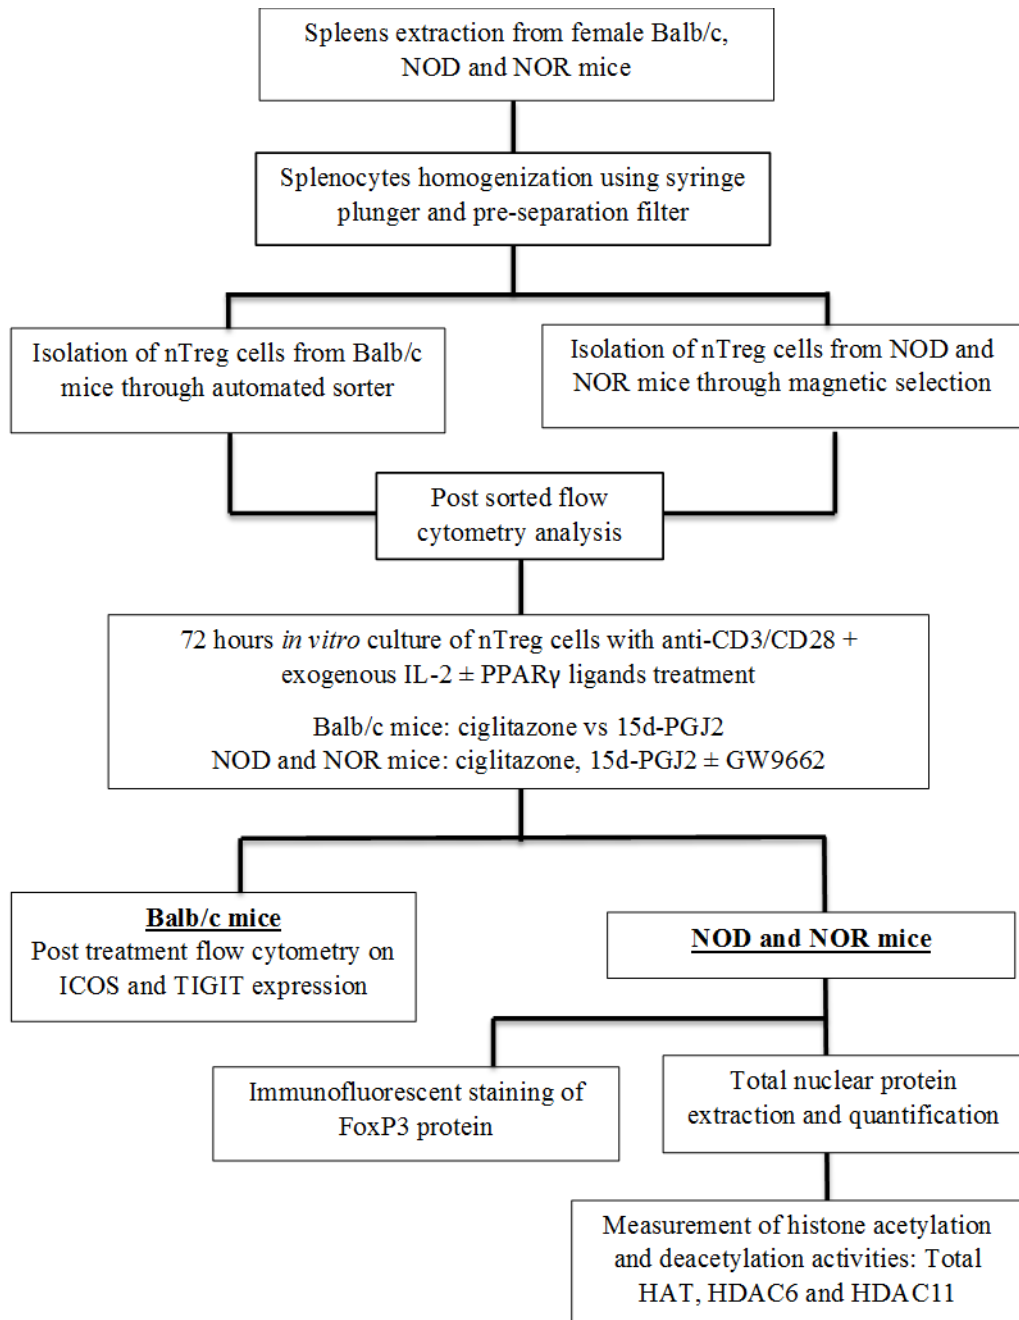 Spleens extraction from female Balb/c,
NOD and NOR mice
Splenocytes homogenization using syringe
plunger and pre-separation filter
Isolation of nTreg cells from Balb/c
mice through automated sorter
Isolation of nTreg cells from NOD and
NOR mice through magnetic selection
Post sorted flow
cytometry analysis
72 hours in vitro culture of nTreg cells with anti-CD3/CD28 +
exogenous IL-2 ± PPARγ ligands treatment
Balb/c mice: ciglitazone vs 15d-PGJ2
NOD and NOR mice: ciglitazone, 15d-PGJ2 ± GW9662
Balb/c mice
Post treatment flow cytometry on
ICOS and TIGIT expression
NOD and NOR mice
Immunofluorescent staining of
FoxP3 protein
Total nuclear protein
extraction and quantification
Measurement of histone acetylation
and deacetylation activities: Total
HAT, HDAC6 and HDAC11